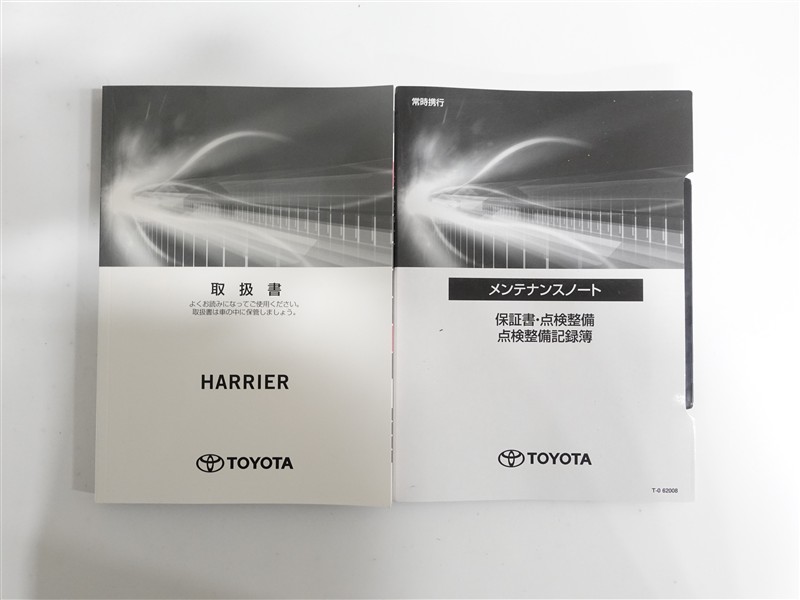 取扱書
よくお読みになってご使用ください。
取扱書は車の中に保管しましょう。
HARRIER
TOYOTA
常時携行
メンテナンスノート
保証書・点検整備
点検整備記録簿
TOYOTA
T-0 62008